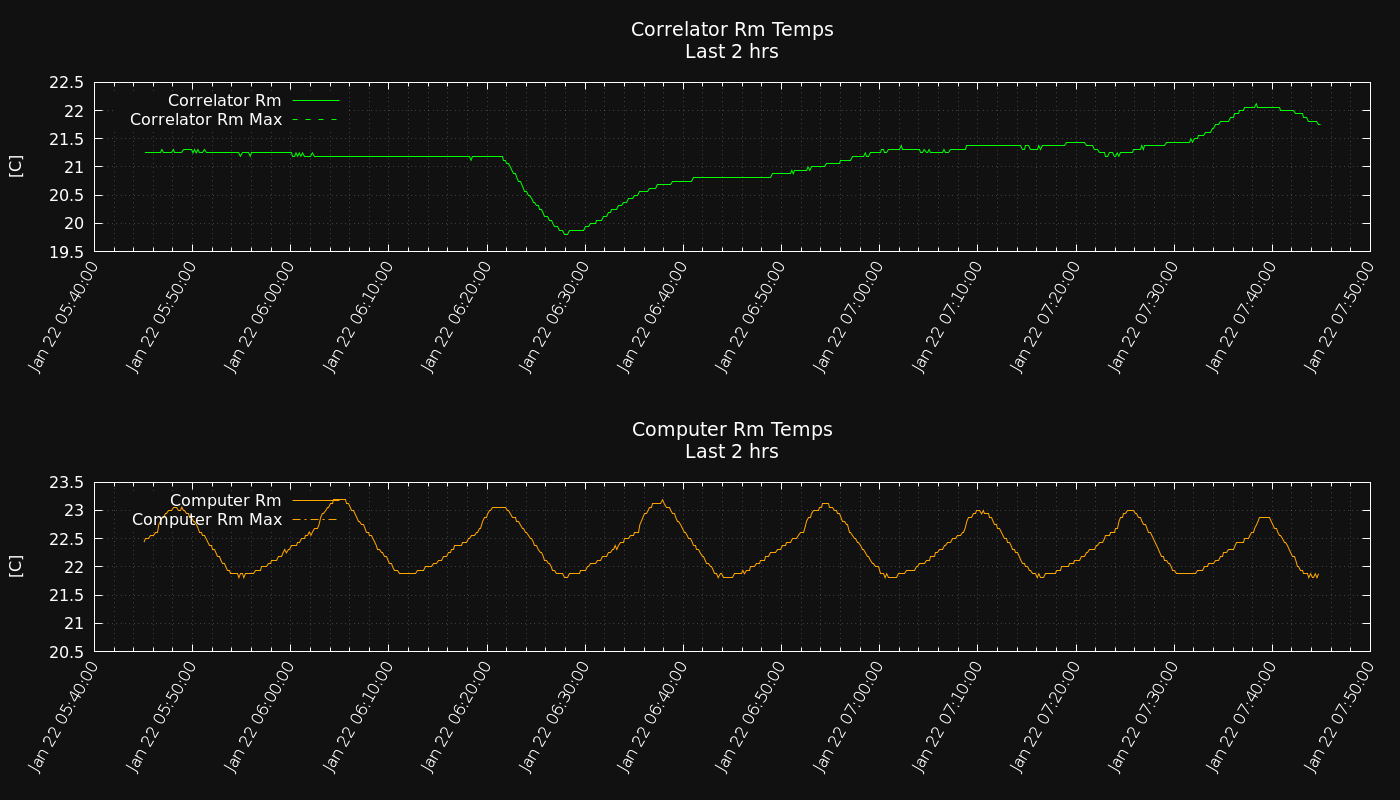 Correlator Rm Temps
Last 2 hrs
22.5
22
21.5
21
20.5
20
19.5
[C]
Correlator Rm
Correlator Rm Max
Jan 22 05:40:00
Jan 22 05:50:00
Jan 22 06:00:00
Jan 22 06:10:00
Jan 22 06:20:00
Jan 22 06:30:00
Jan 22 06:40:00
Jan 22 06:50:00
Jan 22 07:00:00
Jan 22 07:10:00
Jan 22 07:20:00
Jan 22 07:30:00
Jan 22 07:40:00
Jan 22 07:50:00
Computer Rm Temps
Last 2 hrs
23.5
23
22.5
22
21.5
21
20.5
[C]
Computer Rm
Computer Rm Max
Jan 22 05:40:00
Jan 22 05:50:00
Jan 22 06:00:00
Jan 22 06:10:00
Jan 22 06:20:00
Jan 22 06:30:00
Jan 22 06:40:00
Jan 22 06:50:00
Jan 22 07:00:00
Jan 22 07:10:00
Jan 22 07:20:00
Jan 22 07:30:00
Jan 22 07:40:00
Jan 22 07:50:00